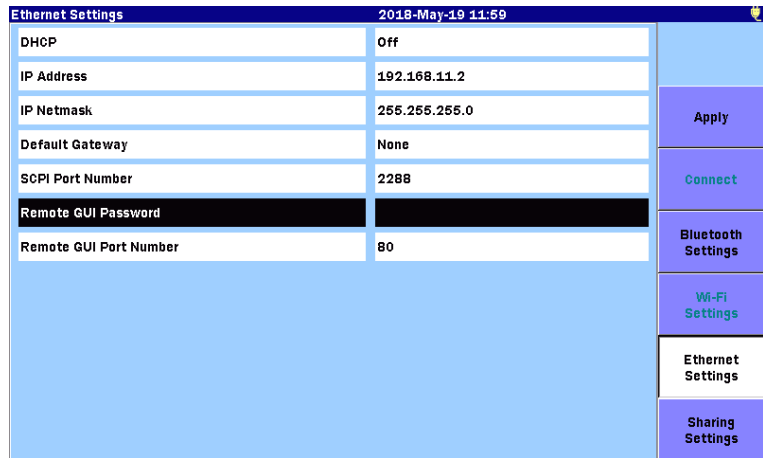 Ethernet Settings 2018-May-19 11:59
DHCP Off
IP Address 192.168.11.2
IP Netmask 255.255.255.0
Default Gateway None
SCPI Port Number 2288
Remote GUI Password
Remote GUI Port Number 80
Apply
Connect
Bluetooth
Settings
Wi-Fi
Settings
Ethernet
Settings
Sharing
Settings